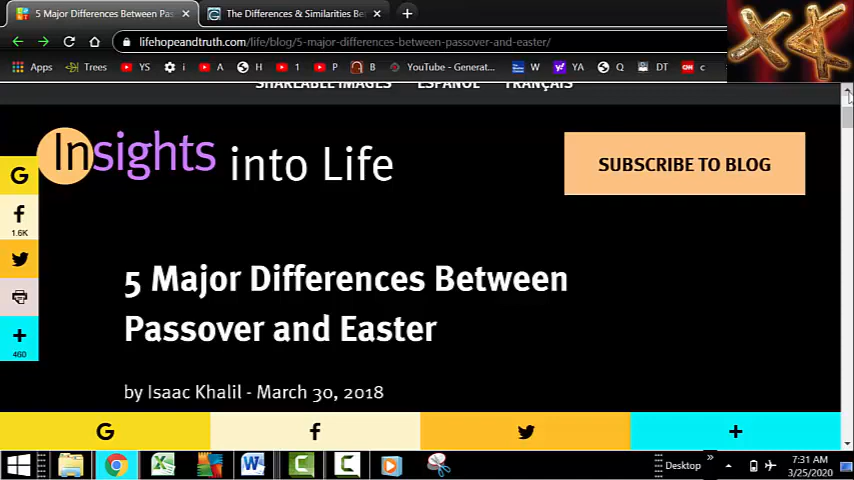 5 Major Differences Between Pas
The Differences & Similarities Be
lifehopeandtruth.com/life/blog/5-major-differences-between-passover-and-easter/
Apps Trees YS i A H 1 P B YouTube - Generat... W YA Q DT c
SHAREABLE IMAGES ESPAÑOL FRANÇAIS
Insights into Life
SUBSCRIBE TO BLOG
G
f
1.6K
+
460
5 Major Differences Between
Passover and Easter
by Isaac Khalil - March 30, 2018
G f +
Desktop
7:31 AM
3/25/2020